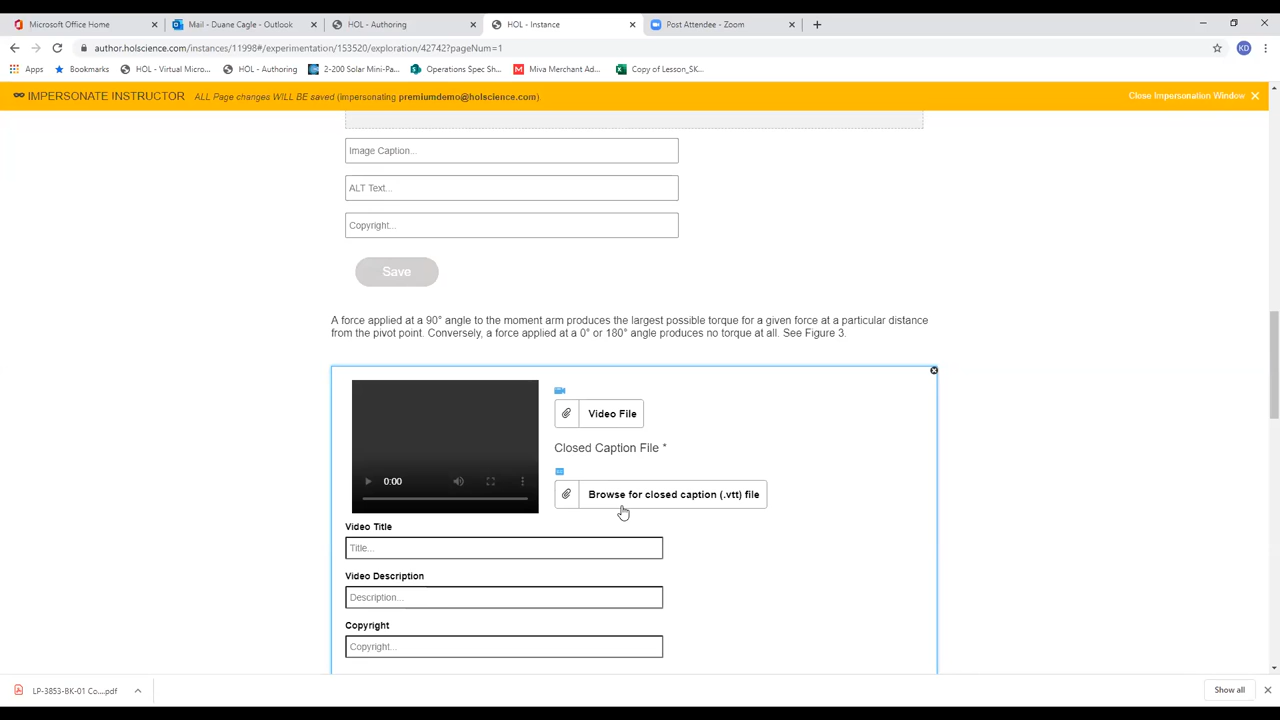 Microsoft Office Home
Mail - Duane Cagle - Outlook
HOL - Authoring
HOL - Instance
Post Attendee - Zoom
author.holscience.com/instances/11998#/experimentation/153520/exploration/42742?pageNum=1
KD
Apps
Bookmarks
HOL - Virtual Micro...
HOL - Authoring
2-200 Solar Mini-Pa...
Operations Spec Sh...
Miva Merchant Ad...
Copy of Lesson_SK...
IMPERSONATE INSTRUCTOR ALL Page changes WILL BE saved (impersonating premiumdemo@holscience.com).
Close Impersonation Window
Image Caption...
ALT Text...
Copyright...
Save
A force applied at a 90° angle to the moment arm produces the largest possible torque for a given force at a particular distance
from the pivot point. Conversely, a force applied at a 0° or 180° angle produces no torque at all. See Figure 3.
Video File
Closed Caption File *
0:00
Browse for closed caption (.vtt) file
Video Title
Title...
Video Description
Description...
Copyright
Copyright...
LP-3853-BK-01 Co....pdf
Show all